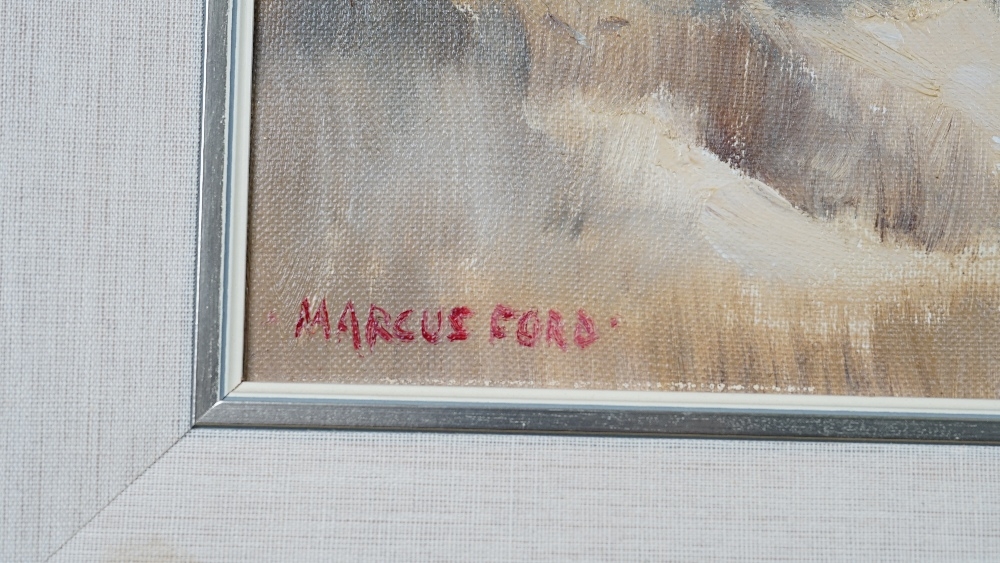 · MARCUS FORD ·